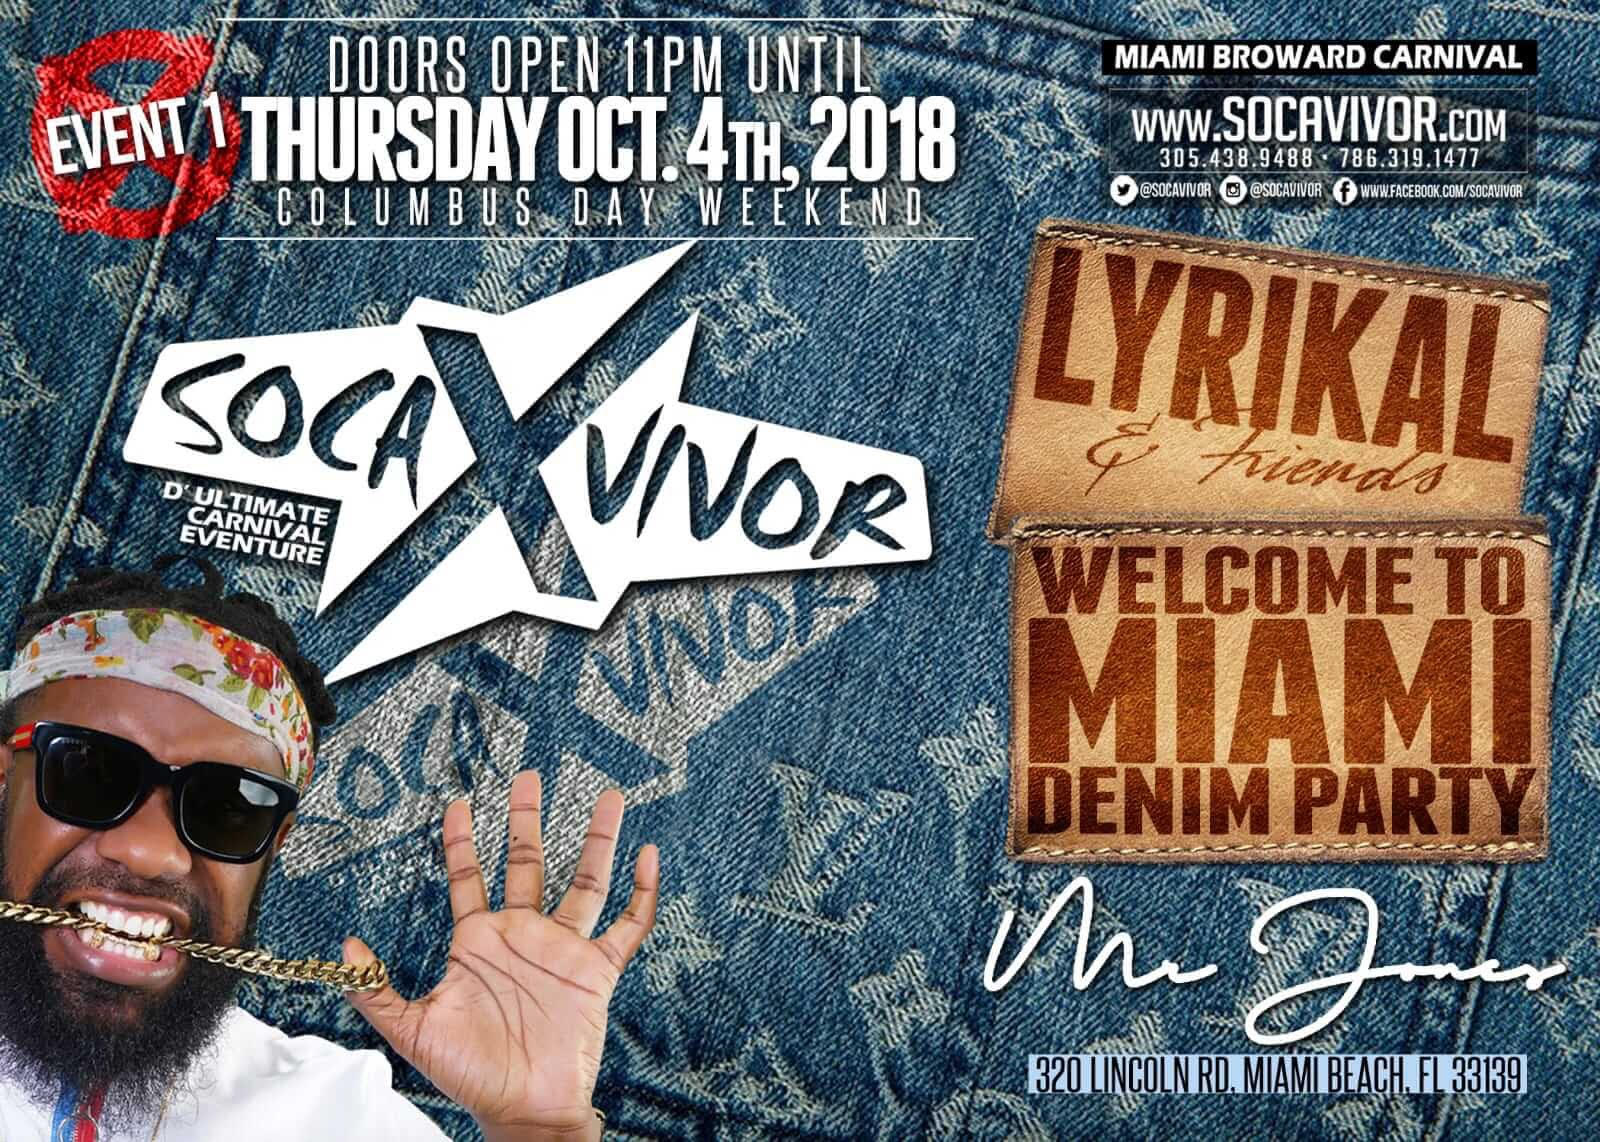 EVENT 1
DOORS OPEN 11PM UNTIL
THURSDAY OCT. 4TH, 2018
COLUMBUS DAY WEEKEND
MIAMI BROWARD CARNIVAL
WWW.SOCAVIVOR.COM
305.438.9488 • 786.319.1477
@SOCAVIVOR @SOCAVIVOR WWW.FACEBOOK.COM/SOCAVIVOR
SOCA VIVOR
D' ULTIMATE
CARNIVAL
EVENTURE
SOCA VIVOR
LYRIKAL
& Friends
WELCOME TO
MIAMI
DENIM PARTY
Mr Jones
320 LINCOLN RD, MIAMI BEACH, FL 33139